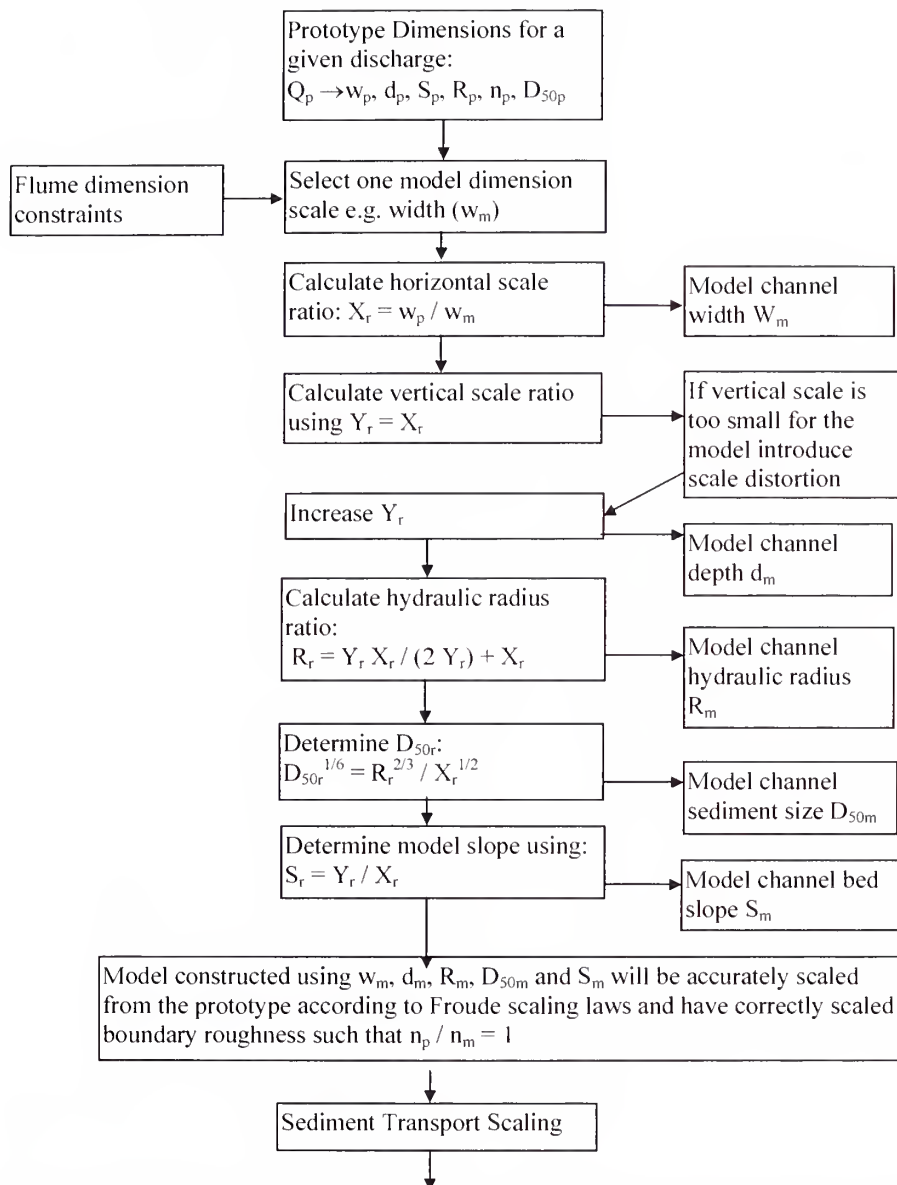 Prototype Dimensions for a
given discharge:
Qₚ →wₚ, dₚ, Sₚ, Rₚ, nₚ, D₅₀ₚ
Flume dimension
constraints
Select one model dimension
scale e.g. width (wₘ)
Calculate horizontal scale
ratio: Xᵣ = wₚ / wₘ
Model channel
width Wₘ
Calculate vertical scale ratio
using Yᵣ = Xᵣ
If vertical scale is
too small for the
model introduce
scale distortion
Increase Yᵣ
Model channel
depth dₘ
Calculate hydraulic radius
ratio:
Rᵣ = Yᵣ Xᵣ / (2 Yᵣ) + Xᵣ
Model channel
hydraulic radius
Rₘ
Determine D₅₀ᵣ:
D₅₀ᵣ¹/⁶ = Rᵣ²/³ / Xᵣ¹/²
Model channel
sediment size D₅₀ₘ
Determine model slope using:
Sᵣ = Yᵣ / Xᵣ
Model channel bed
slope Sₘ
Model constructed using wₘ, dₘ, Rₘ, D₅₀ₘ and Sₘ will be accurately scaled
from the prototype according to Froude scaling laws and have correctly scaled
boundary roughness such that nₚ / nₘ = 1
Sediment Transport Scaling